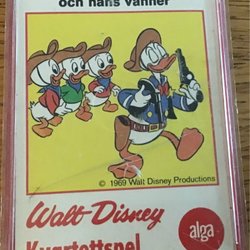 och hans vänner
© 1969 Walt Disney Productions
Walt Disney
alga
Kvartettspel